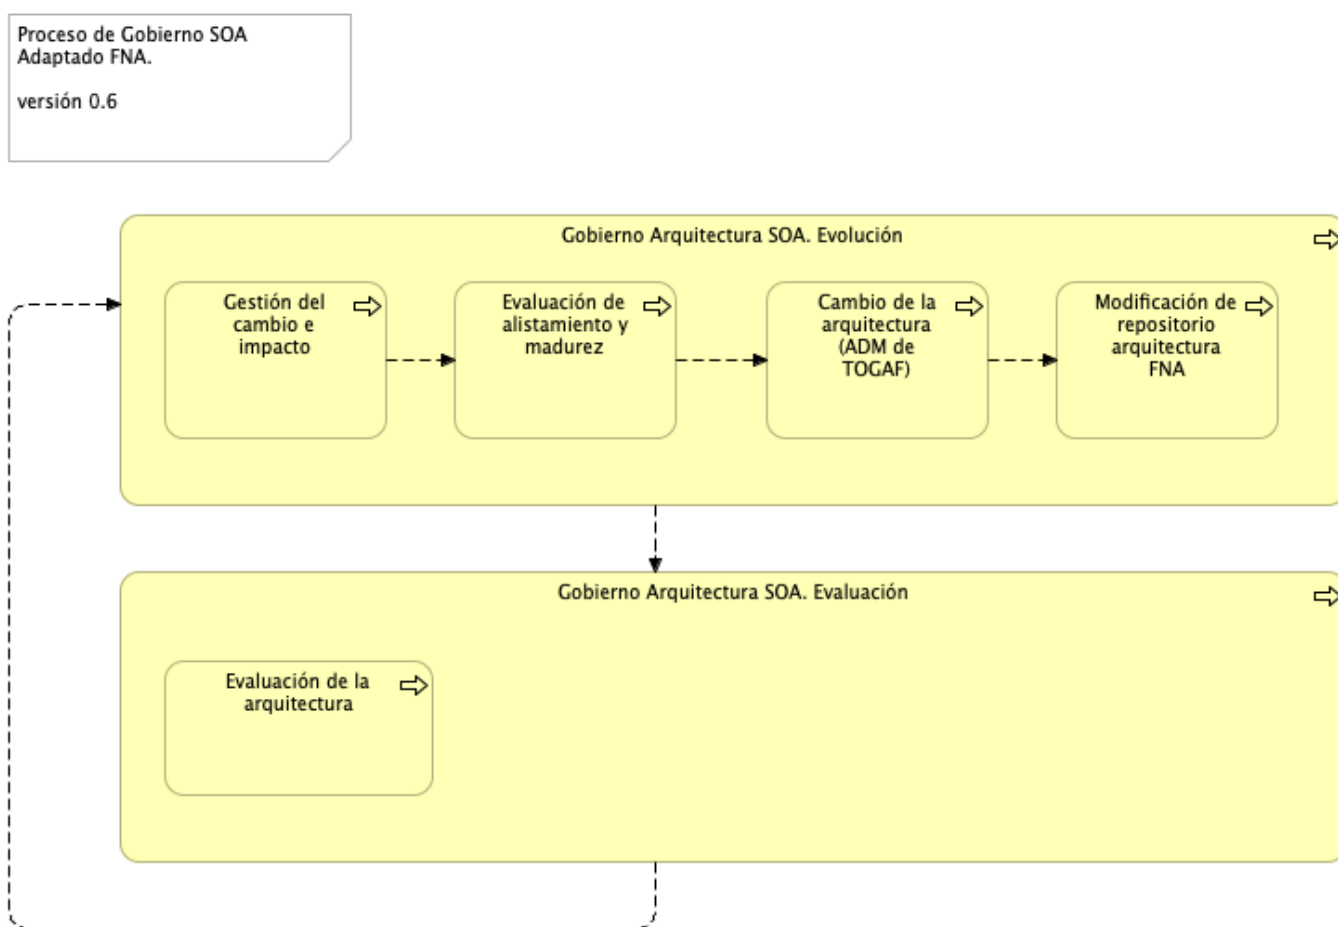 Proceso de Gobierno SOA
Adaptado FNA.
versión 0.6
Gobierno Arquitectura SOA. Evolución
Gestión del
cambio e
impacto
Evaluación de
alistamiento y
madurez
Cambio de la
arquitectura
(ADM de
TOGAF)
Modificación de
repositorio
arquitectura
FNA
Gobierno Arquitectura SOA. Evaluación
Evaluación de la
arquitectura